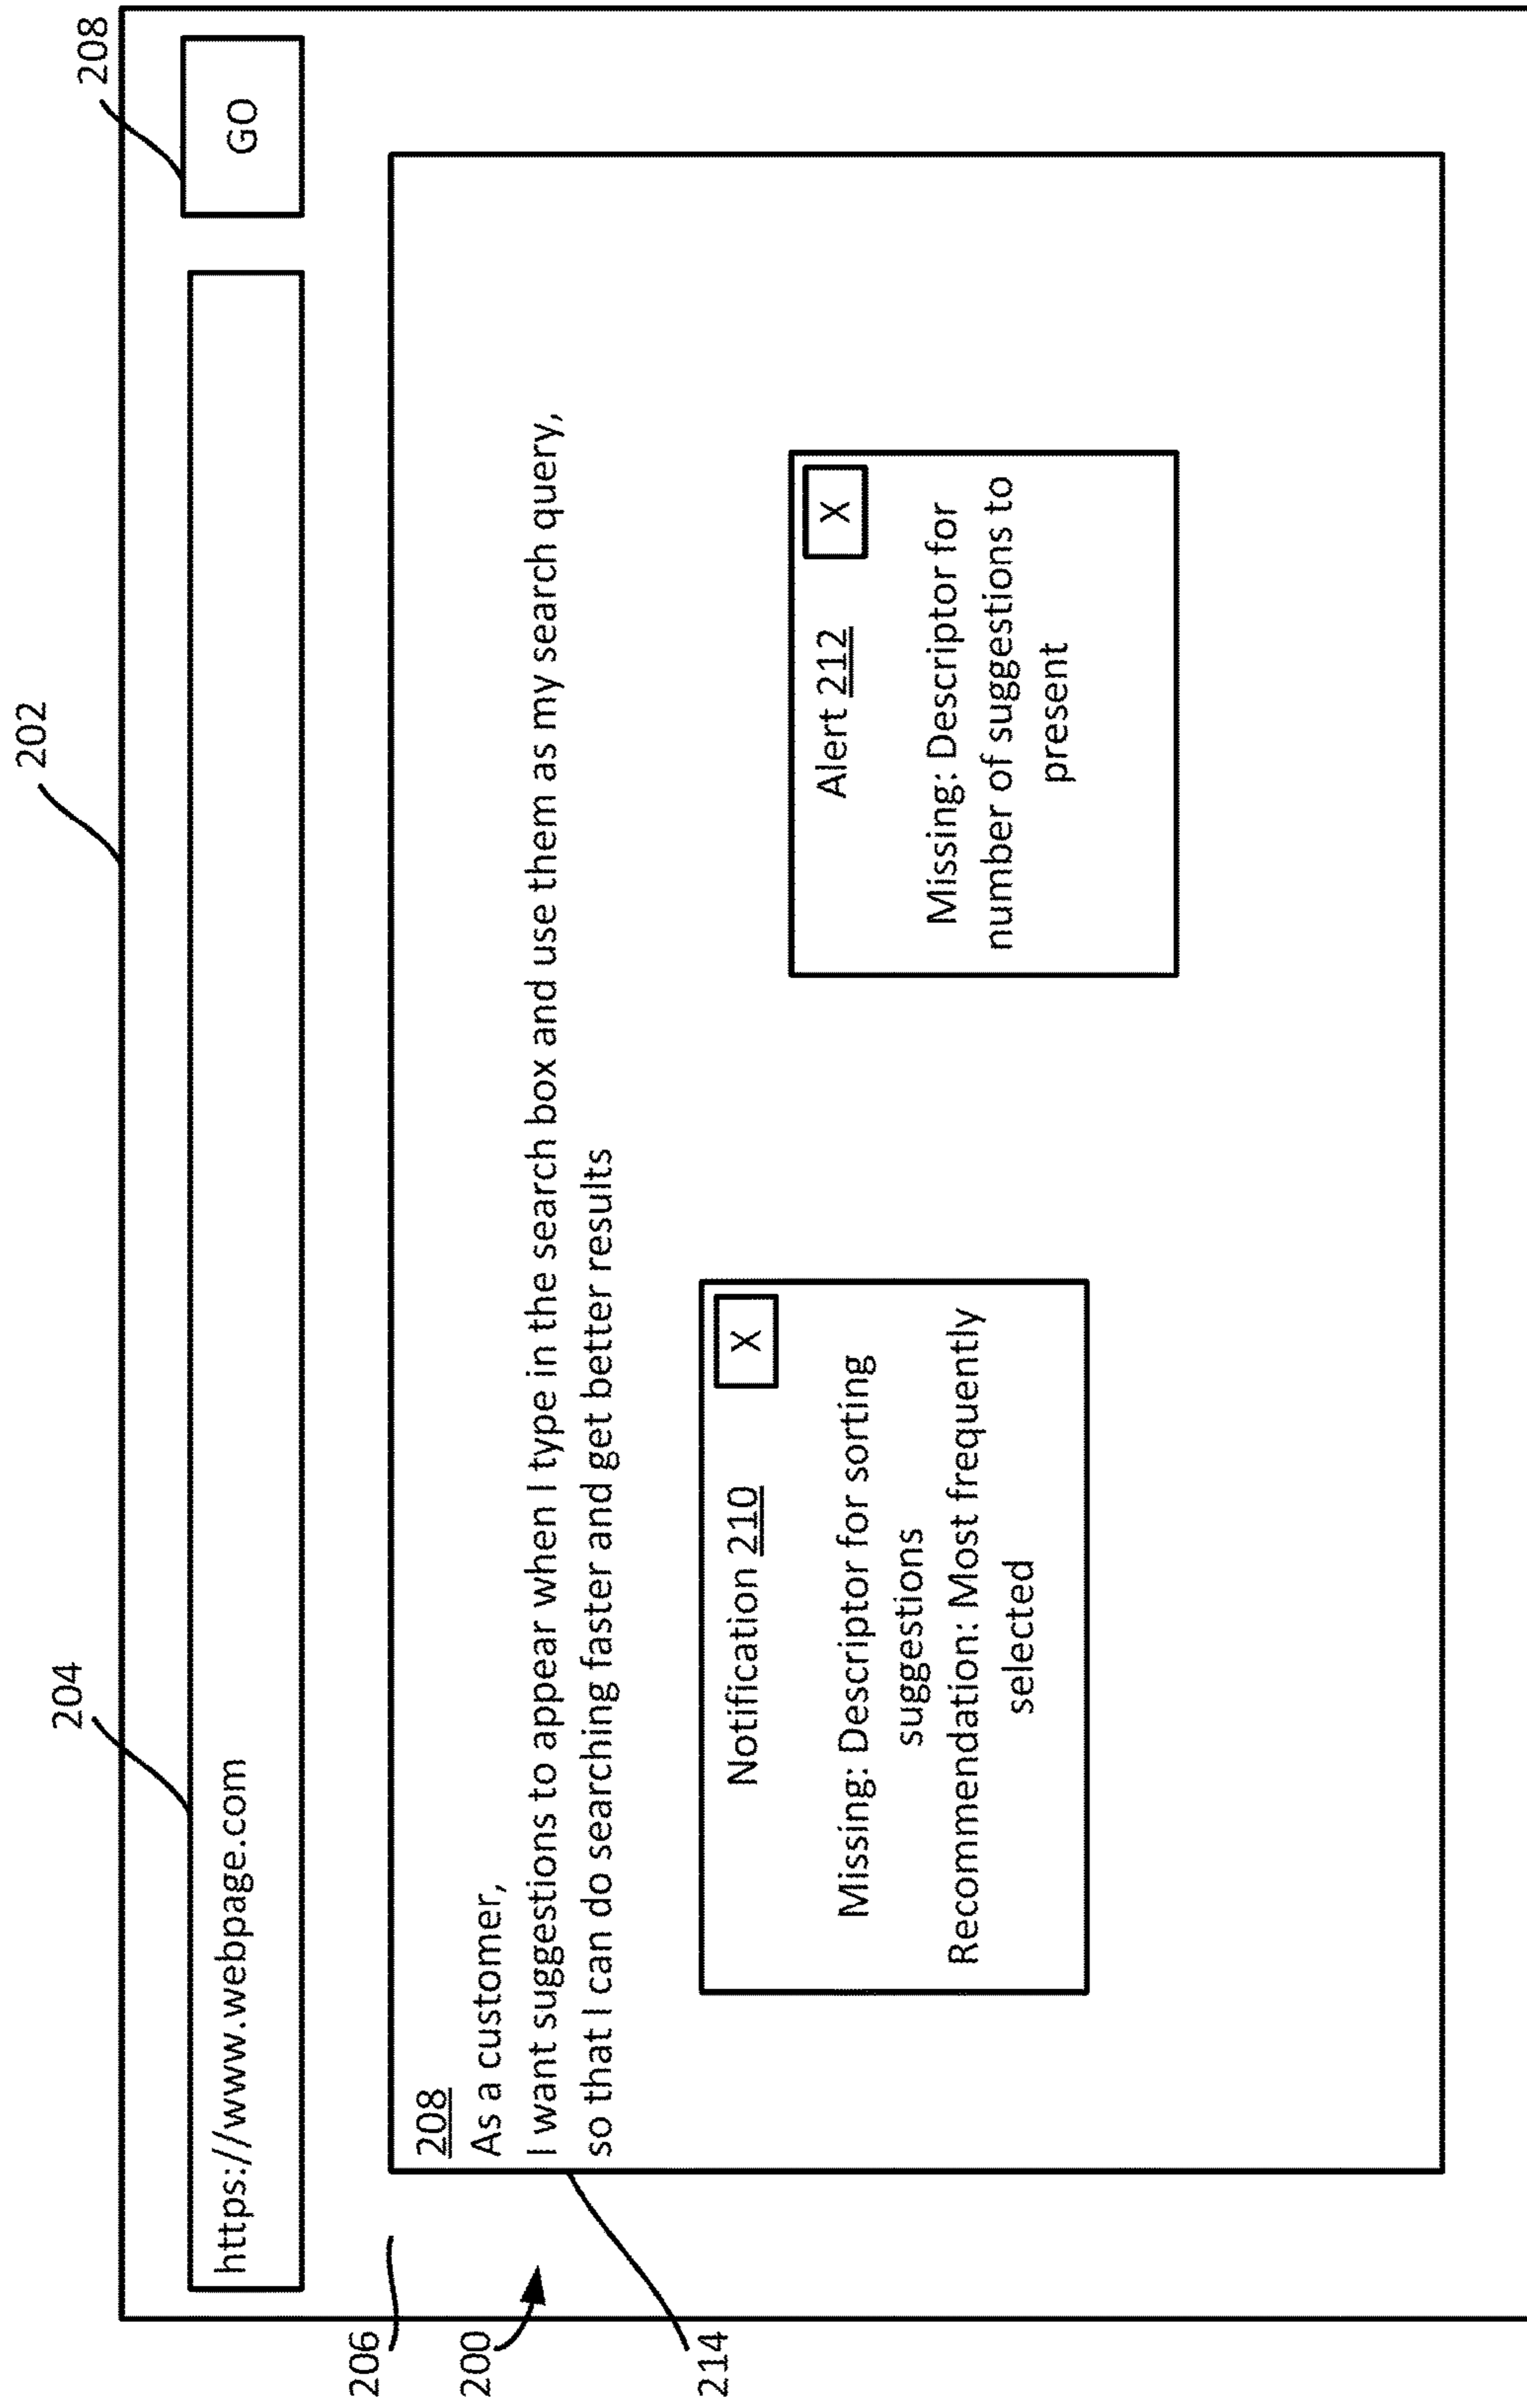 202
204
208
https://www.webpage.com
GO
206
200
214
208
As a customer,
I want suggestions to appear when I type in the search box and use them as my search query,
so that I can do searching faster and get better results
Notification 210
X
Missing: Descriptor for sorting
suggestions
Recommendation: Most frequently
selected
Alert 212
X
Missing: Descriptor for
number of suggestions to
present